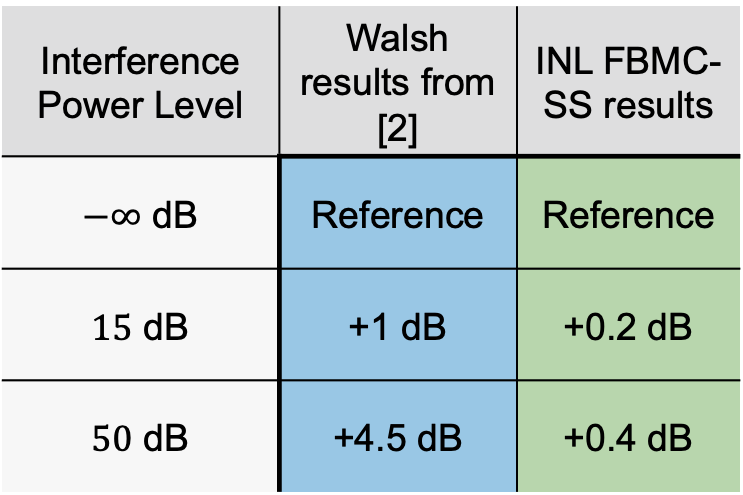 Interference
Power Level
Walsh
results from
[2]
INL FBMC-
SS results
−∞ dB
Reference
Reference
15 dB
+1 dB
+0.2 dB
50 dB
+4.5 dB
+0.4 dB